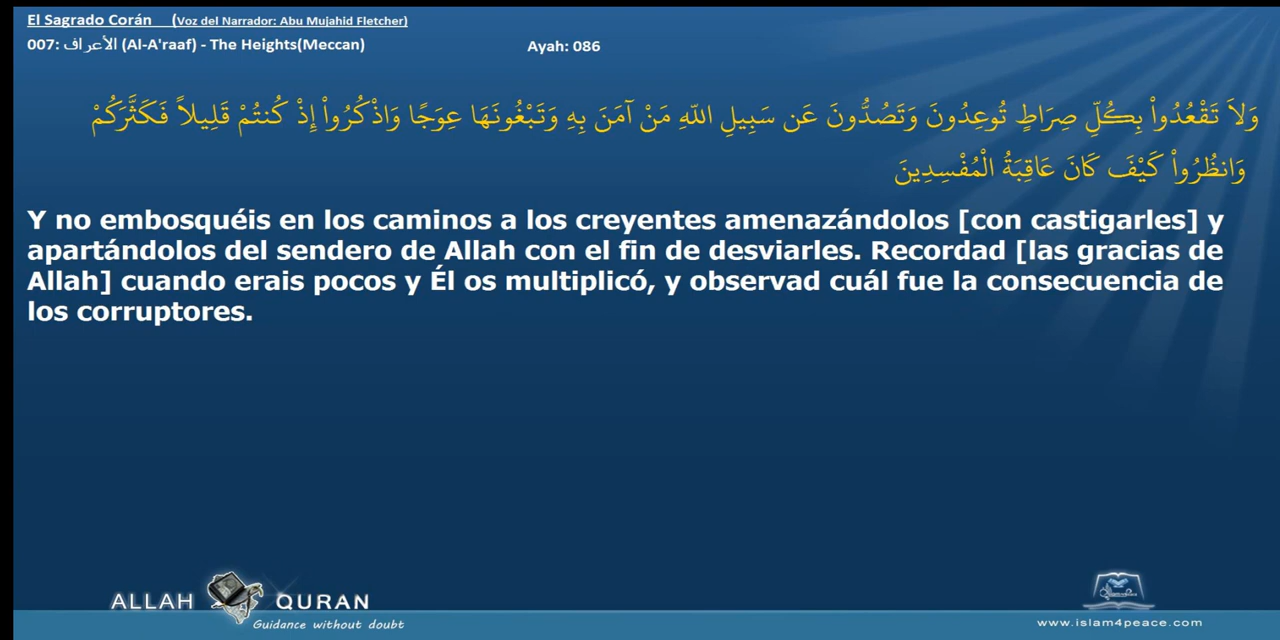 El Sagrado Corán (Voz del Narrador: Abu Mujahid Fletcher)
007: الأعراف (Al-A'raaf) - The Heights(Meccan) Ayah: 086
وَلاَ تَقْعُدُواْ بِكُلِّ صِرَاطٍ تُوعِدُونَ وَتَصُدُّونَ عَن سَبِيلِ اللّهِ مَنْ آمَنَ بِهِ وَتَبْغُونَهَا عِوَجًا وَاذْكُرُواْ إِذْ كُنتُمْ قَلِيلاً فَكَثَّرَكُمْ
وَانظُرُواْ كَيْفَ كَانَ عَاقِبَةُ الْمُفْسِدِينَ
Y no embosquéis en los caminos a los creyentes amenazándolos [con castigarles] y
apartándolos del sendero de Allah con el fin de desviarles. Recordad [las gracias de
Allah] cuando erais pocos y Él os multiplicó, y observad cuál fue la consecuencia de
los corruptores.
ALLAH QURAN
Guidance without doubt
www.islam4peace.com